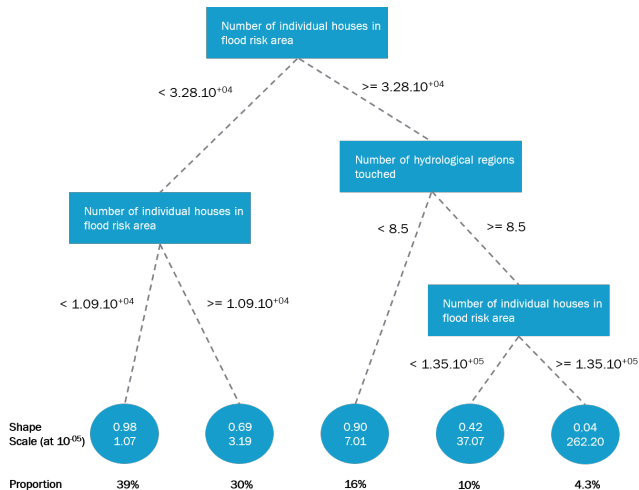 Number of individual houses in
flood risk area
< 3.28.10+04
>= 3.28.10+04
Number of hydrological regions
touched
Number of individual houses in
flood risk area
< 8.5
>= 8.5
< 1.09.10+04
>= 1.09.10+04
Number of individual houses in
flood risk area
< 1.35.10+05
>= 1.35.10+05
Shape 0.98 0.69 0.90 0.42 0.04
Scale (at 10-05) 1.07 3.19 7.01 37.07 262.20
Proportion 39% 30% 16% 10% 4.3%